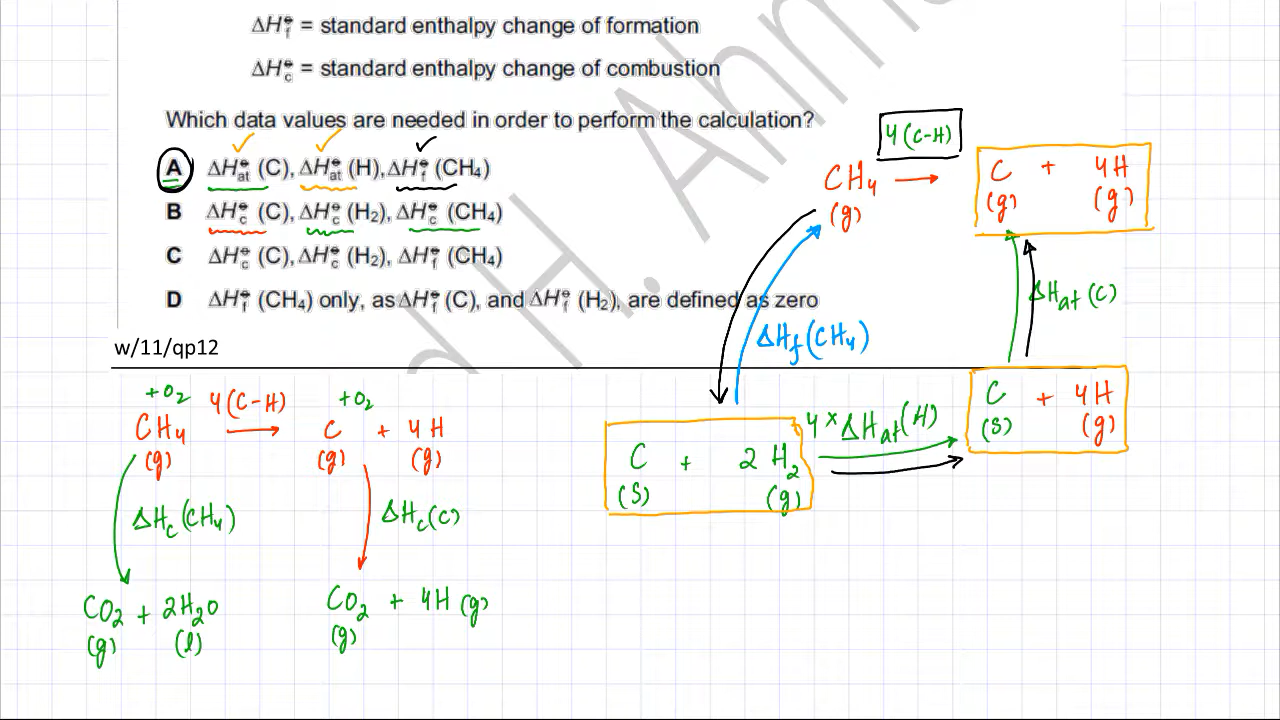 ΔH⦵f = standard enthalpy change of formation
ΔH⦵c = standard enthalpy change of combustion
Which data values are needed in order to perform the calculation?
A ΔH⦵at (C), ΔH⦵at (H), ΔH⦵f (CH4)
B ΔH⦵c (C), ΔH⦵c (H2), ΔH⦵c (CH4)
C ΔH⦵c (C), ΔH⦵c (H2), ΔH⦵f (CH4)
D ΔH⦵f (CH4) only, as ΔH⦵f (C), and ΔH⦵f (H2), are defined as zero
w/11/qp12
H. Ahm
4(C-H)
CH4 → C + 4H
(g) (g) (g)
ΔHat (C)
ΔHf (CH4)
C + 4H
(s) (g)
4×ΔHat(H)
C + 2H2
(s) (g)
+O2 4(C-H) +O2
CH4 → C + 4H
(g) (g) (g)
ΔHc(CH4) ΔHc(C)
CO2 + 2H2O CO2 + 4H (g)
(g) (l) (g)